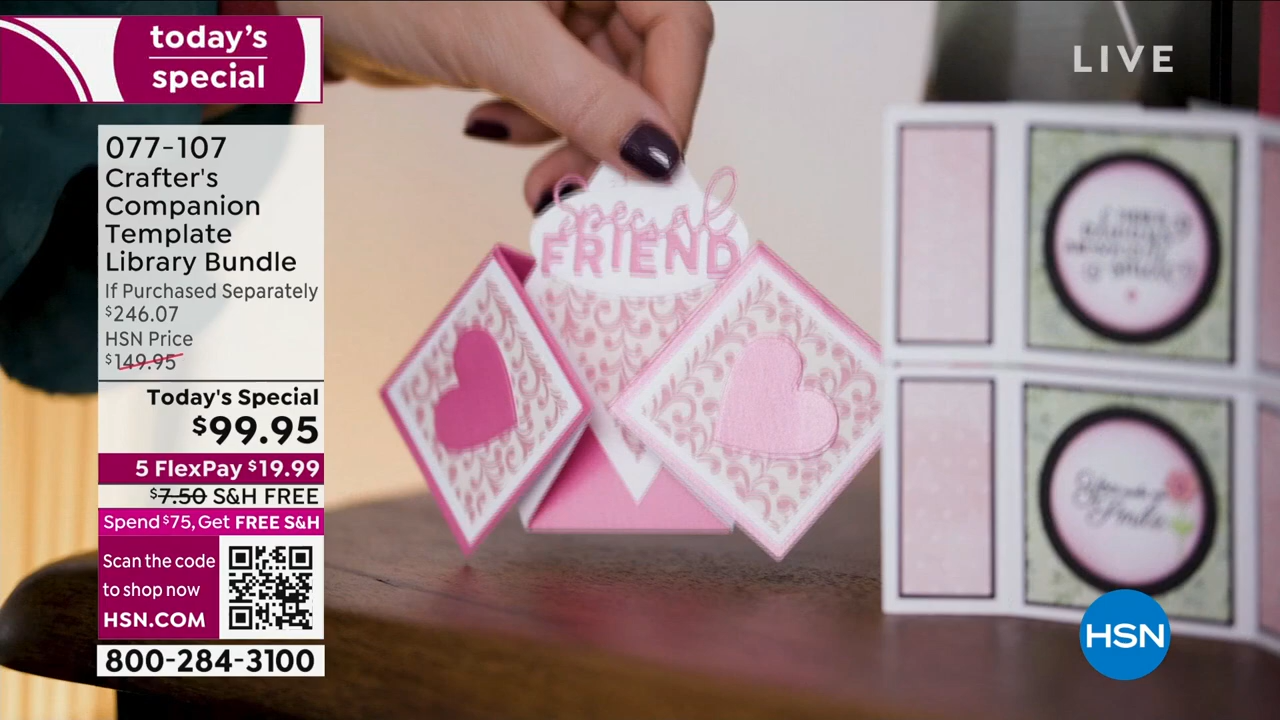 today's
special
LIVE
077-107
Crafter's
Companion
Template
Library Bundle
If Purchased Separately
$246.07
HSN Price
$149.95
Today's Special
$99.95
5 FlexPay $19.99
$7.50 S&H FREE
Spend $75, Get FREE S&H
Scan the code
to shop now
HSN.COM
800-284-3100
special
FRIEND
HSN